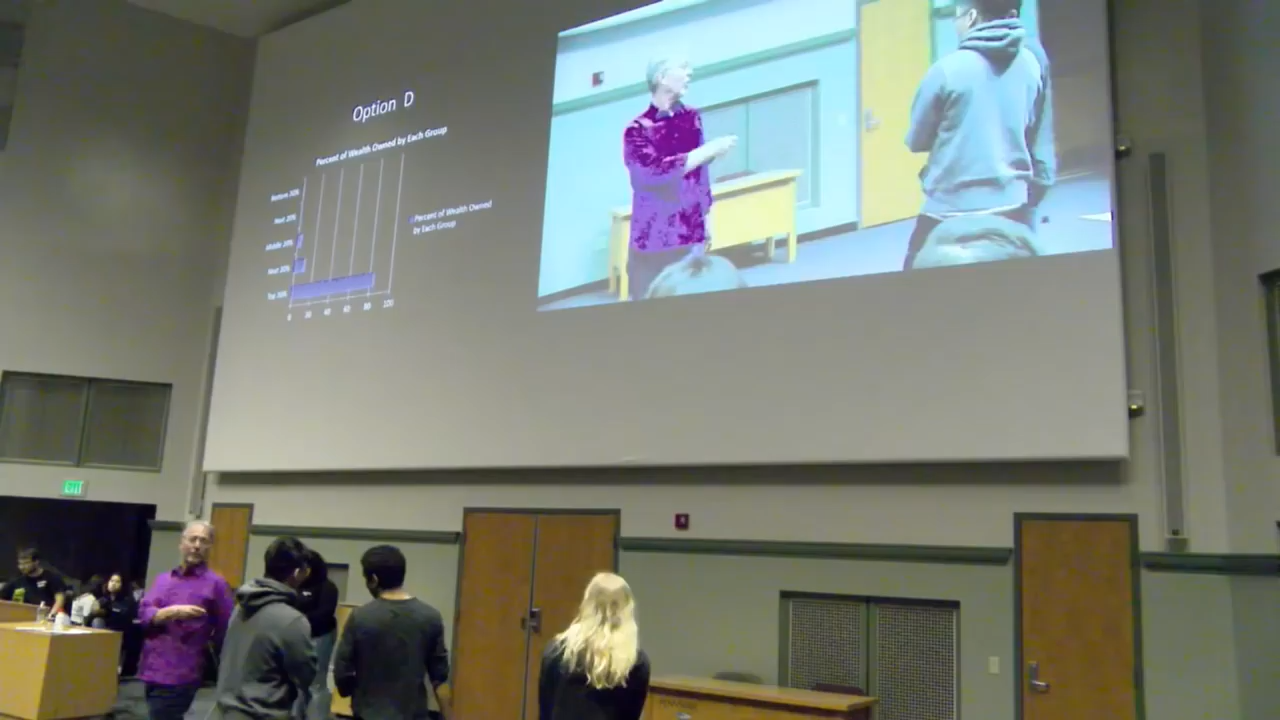 Option D
Percent of Wealth Owned by Each Group
Bottom 20%
Next 20%
Middle 20%
Next 20%
Top 20%
0 20 40 60 80 100
Percent of Wealth Owned
by Each Group
EXIT